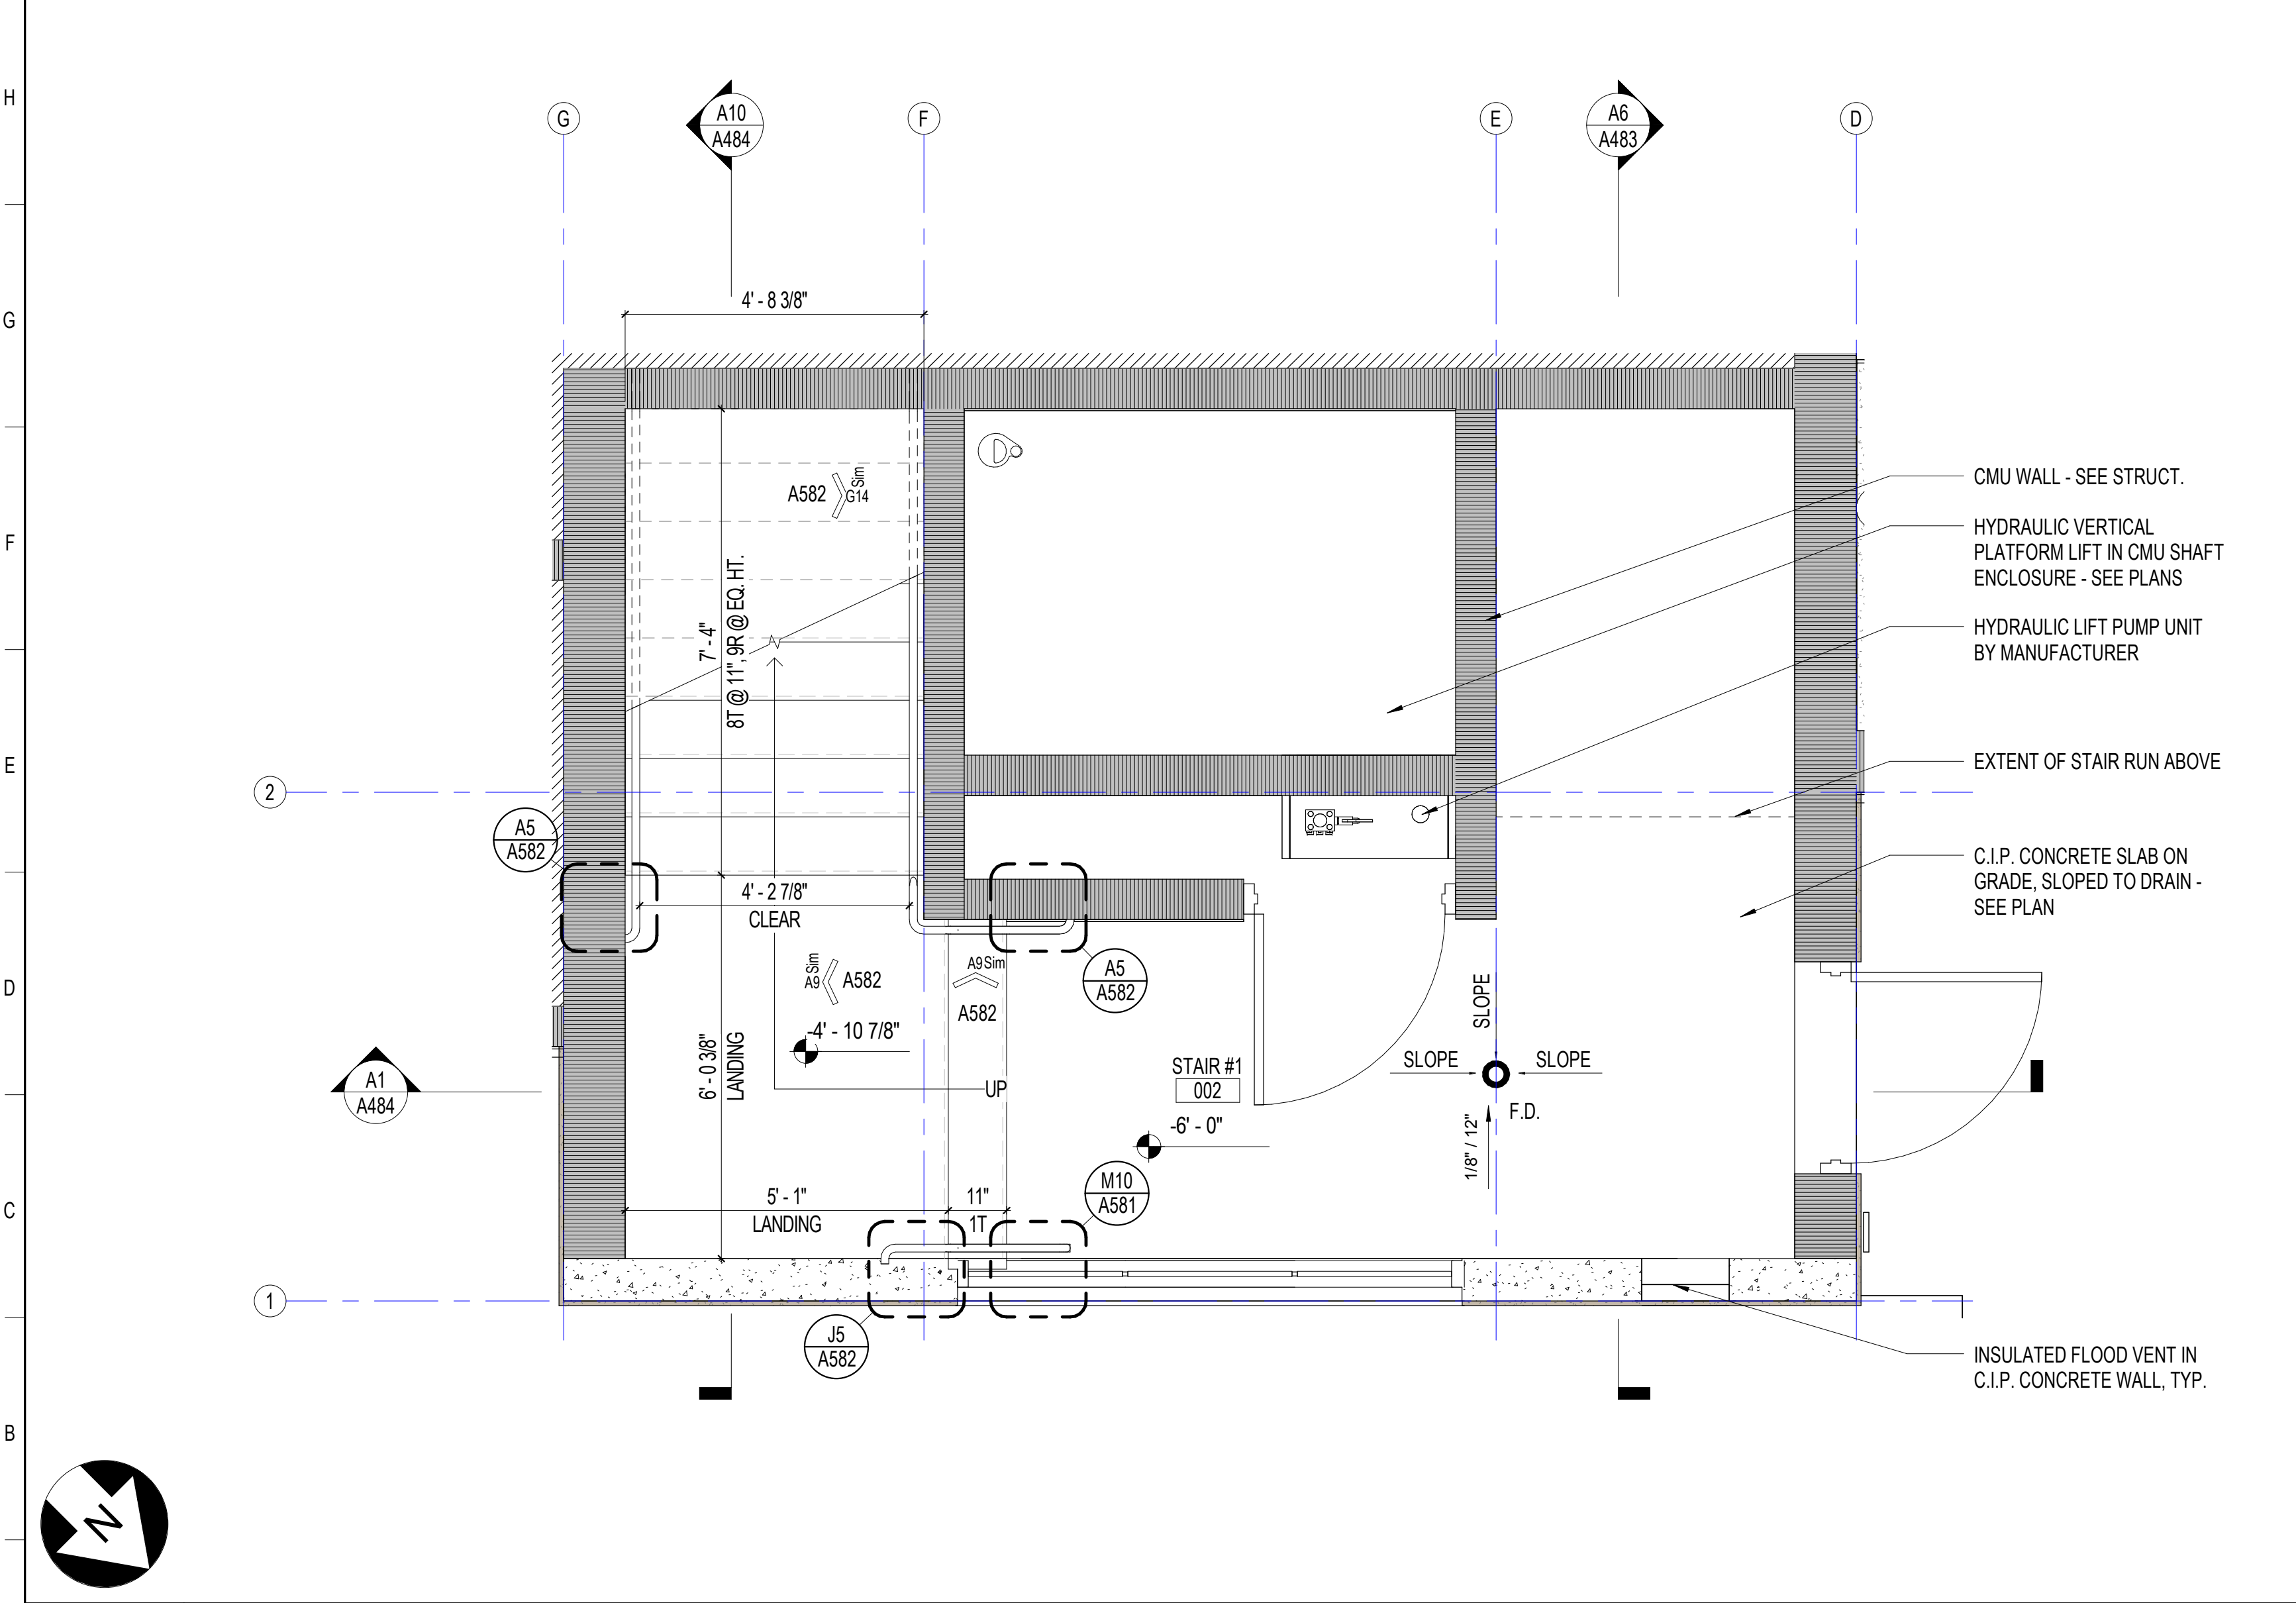 H
G
F
E
D
C
B
G
A10
A484
F
E
A6
A483
D
4' - 8 3/8"
A582
G14
Sim
7' - 4"
8T @ 11", 9R @ EQ. HT.
2
A5
A582
4' - 2 7/8"
CLEAR
A9
Sim
A582
A9 Sim
A582
A5
A582
-4' - 10 7/8"
6' - 0 3/8"
LANDING
UP
A1
A484
STAIR #1
002
-6' - 0"
SLOPE
SLOPE
SLOPE
F.D.
1/8" / 12"
M10
A581
5' - 1"
LANDING
11"
1T
1
J5
A582
CMU WALL - SEE STRUCT.
HYDRAULIC VERTICAL
PLATFORM LIFT IN CMU SHAFT
ENCLOSURE - SEE PLANS
HYDRAULIC LIFT PUMP UNIT
BY MANUFACTURER
EXTENT OF STAIR RUN ABOVE
C.I.P. CONCRETE SLAB ON
GRADE, SLOPED TO DRAIN -
SEE PLAN
INSULATED FLOOD VENT IN
C.I.P. CONCRETE WALL, TYP.
N